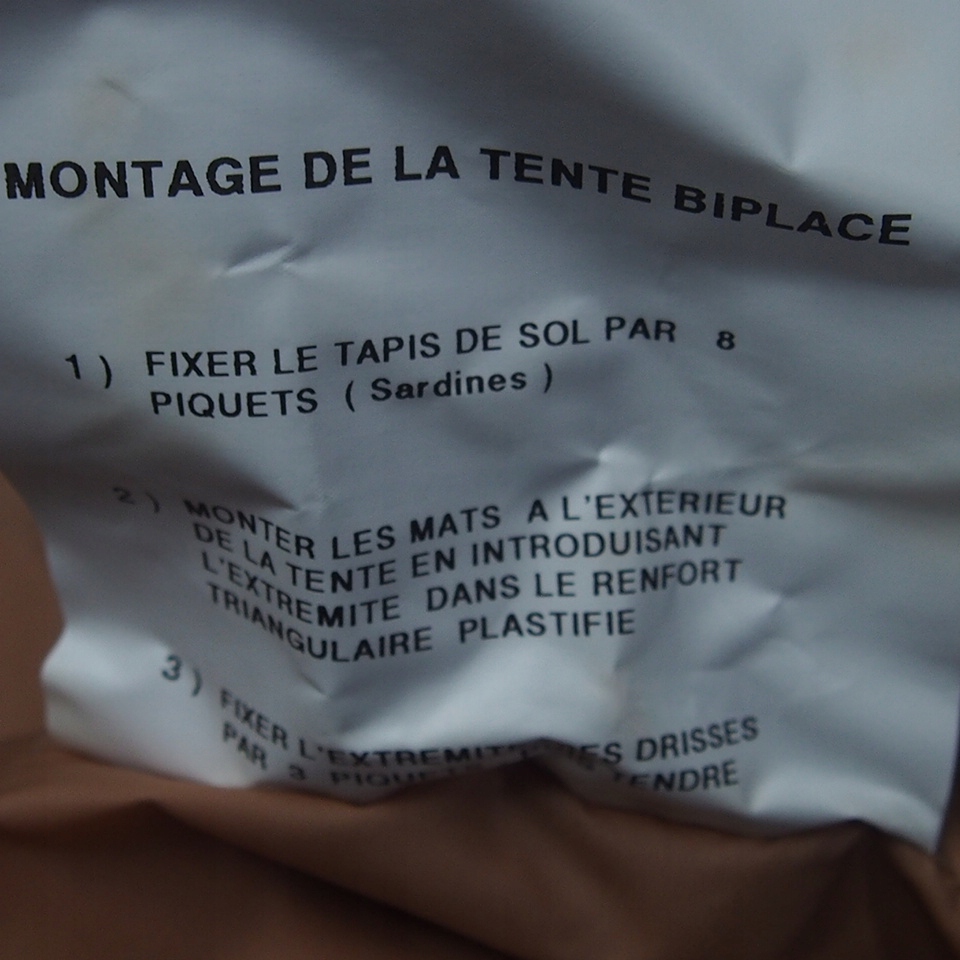 MONTAGE DE LA TENTE BIPLACE
1) FIXER LE TAPIS DE SOL PAR 8
PIQUETS ( Sardines )
2) MONTER LES MATS A L'EXTERIEUR
DE LA TENTE EN INTRODUISANT
L'EXTREMITE DANS LE RENFORT
TRIANGULAIRE PLASTIFIE
3) FIXER L'EXTREMITE DES DRISSES
PAR 3 PIQUETS TENDRE